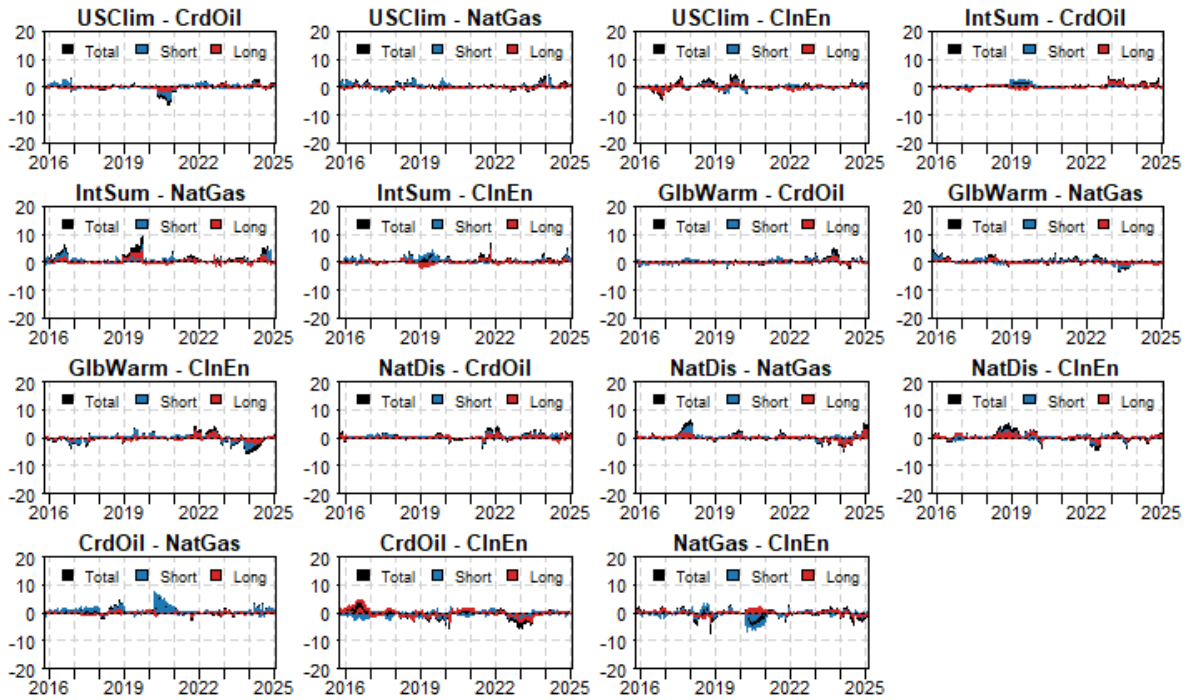 USClim - CrdOil USClim - NatGas USClim - ClnEn IntSum - CrdOil
20 20 20 20
Total Short Long Total Short Long Total Short Long Total Short Long
10 10 10 10
0 0 0 0
-10 -10 -10 -10
-20 -20 -20 -20
2016 2019 2022 2025 2016 2019 2022 2025 2016 2019 2022 2025 2016 2019 2022 2025
IntSum - NatGas IntSum - ClnEn GlbWarm - CrdOil GlbWarm - NatGas
20 20 20 20
Total Short Long Total Short Long Total Short Long Total Short Long
10 10 10 10
0 0 0 0
-10 -10 -10 -10
-20 -20 -20 -20
2016 2019 2022 2025 2016 2019 2022 2025 2016 2019 2022 2025 2016 2019 2022 2025
GlbWarm - ClnEn NatDis - CrdOil NatDis - NatGas NatDis - ClnEn
20 20 20 20
Total Short Long Total Short Long Total Short Long Total Short Long
10 10 10 10
0 0 0 0
-10 -10 -10 -10
-20 -20 -20 -20
2016 2019 2022 2025 2016 2019 2022 2025 2016 2019 2022 2025 2016 2019 2022 2025
CrdOil - NatGas CrdOil - ClnEn NatGas - ClnEn
20 20 20
Total Short Long Total Short Long Total Short Long
10 10 10
0 0 0
-10 -10 -10
-20 -20 -20
2016 2019 2022 2025 2016 2019 2022 2025 2016 2019 2022 2025